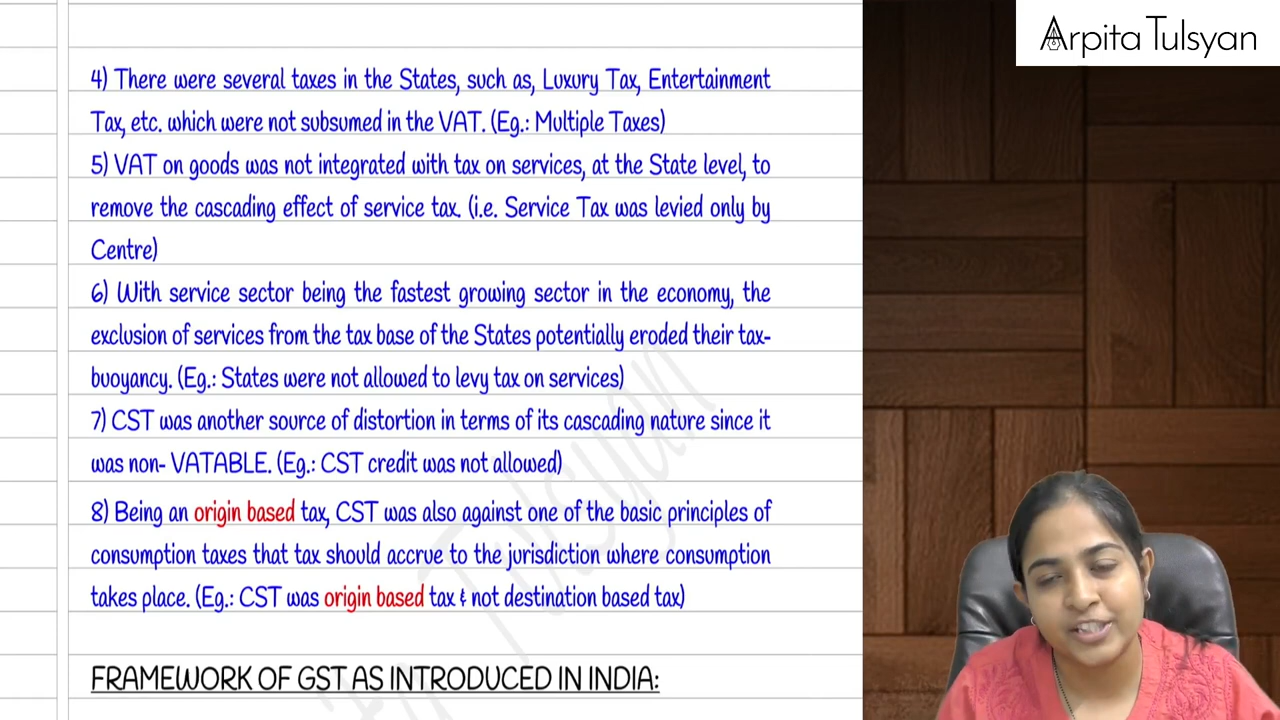 Arpita Tulsyan
4) There were several taxes in the States, such as, Luxury Tax, Entertainment
Tax, etc. which were not subsumed in the VAT. (Eg.: Multiple Taxes)
5) VAT on goods was not integrated with tax on services, at the State level, to
remove the cascading effect of service tax. (i.e. Service Tax was levied only by
Centre)
6) With service sector being the fastest growing sector in the economy, the
exclusion of services from the tax base of the States potentially eroded their tax-
buoyancy. (Eg.: States were not allowed to levy tax on services)
7) CST was another source of distortion in terms of its cascading nature since it
was non- VATABLE. (Eg.: CST credit was not allowed)
8) Being an origin based tax, CST was also against one of the basic principles of
consumption taxes that tax should accrue to the jurisdiction where consumption
takes place. (Eg.: CST was origin based tax & not destination based tax)
FRAMEWORK OF GST AS INTRODUCED IN INDIA: